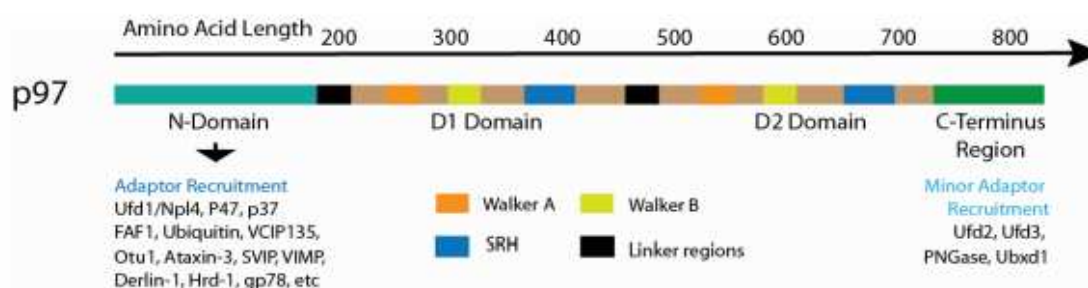 Amino Acid Length 200 300 400 500 600 700 800
p97
N-Domain D1 Domain D2 Domain C-Terminus
Region
Adaptor Recruitment
Ufd1/Npl4, P47, p37
FAF1, Ubiquitin, VCIP135,
Otu1, Ataxin-3, SVIP, VIMP,
Derlin-1, Hrd-1, gp78, etc
Walker A Walker B
SRH Linker regions
Minor Adaptor
Recruitment
Ufd2, Ufd3,
PNGase, Ubxd1